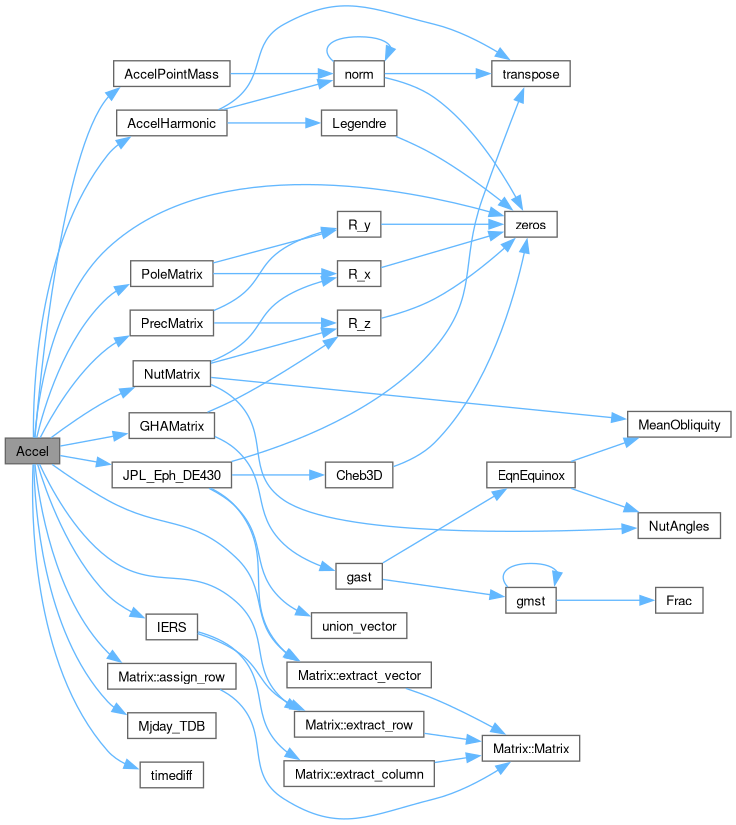 AccelPointMass
norm
transpose
AccelHarmonic
Legendre
R_y
zeros
PoleMatrix
R_x
PrecMatrix
R_z
NutMatrix
GHAMatrix
MeanObliquity
Accel
JPL_Eph_DE430
Cheb3D
EqnEquinox
NutAngles
gast
gmst
Frac
IERS
union_vector
Matrix::assign_row
Matrix::extract_vector
Mjday_TDB
Matrix::extract_row
Matrix::Matrix
timediff
Matrix::extract_column